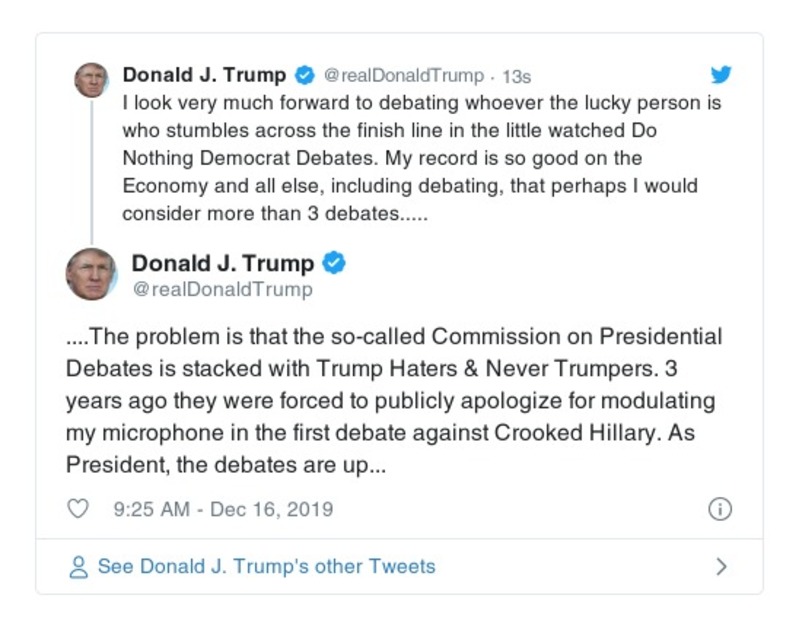 Donald J. Trump @realDonaldTrump · 13s
I look very much forward to debating whoever the lucky person is
who stumbles across the finish line in the little watched Do
Nothing Democrat Debates. My record is so good on the
Economy and all else, including debating, that perhaps I would
consider more than 3 debates.....
Donald J. Trump
@realDonaldTrump
....The problem is that the so-called Commission on Presidential
Debates is stacked with Trump Haters & Never Trumpers. 3
years ago they were forced to publicly apologize for modulating
my microphone in the first debate against Crooked Hillary. As
President, the debates are up...
9:25 AM - Dec 16, 2019
See Donald J. Trump's other Tweets